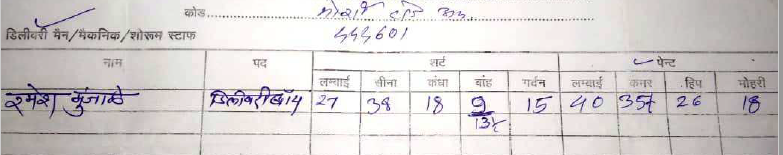 कोड.......... मोर्शी
डिलीवरी मैन/मैकनिक/शोरूम स्टाफ 444601
नाम पद शर्ट पेन्ट
लम्बाई सीना कंधा बांह गर्दन लम्बाई कमर हिप मोहरी
रमेश मुंजाळे डिलीवरी बॉय 27 38 18 9 15 40 35½ 26 18
13½